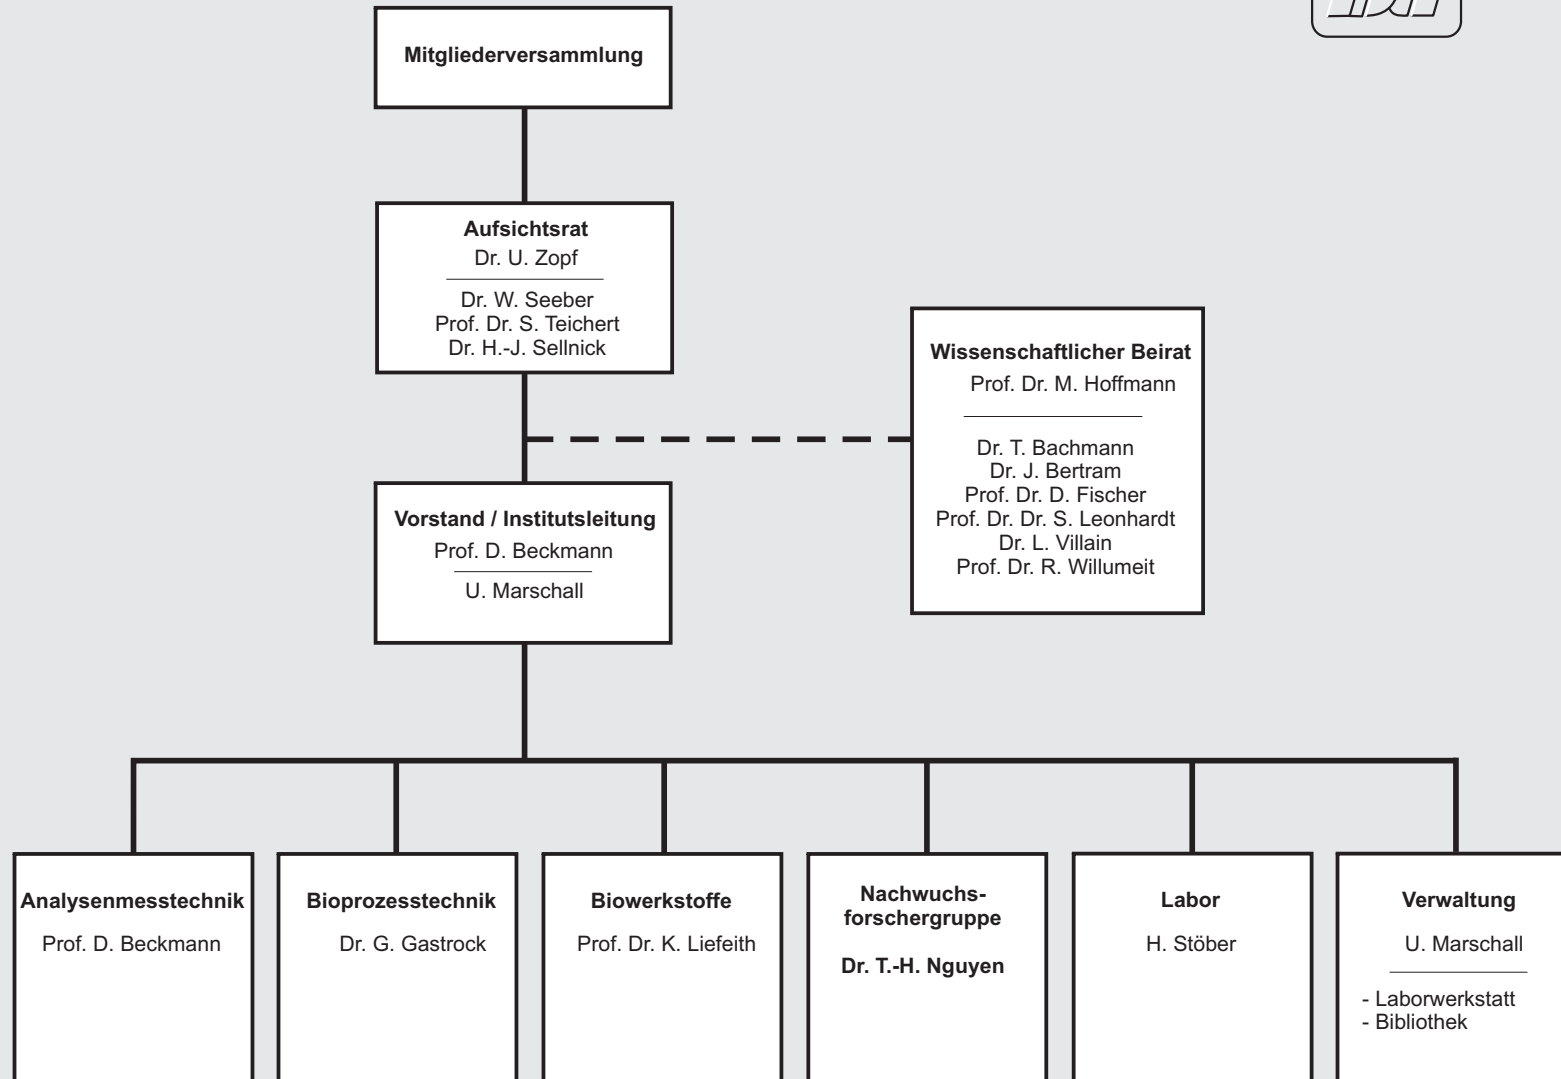 Mitgliederversammlung
Aufsichtsrat
Dr. U. Zopf
Dr. W. Seeber
Prof. Dr. S. Teichert
Dr. H.-J. Sellnick
Wissenschaftlicher Beirat
Prof. Dr. M. Hoffmann
Dr. T. Bachmann
Dr. J. Bertram
Prof. Dr. D. Fischer
Prof. Dr. Dr. S. Leonhardt
Dr. L. Villain
Prof. Dr. R. Willumeit
Vorstand / Institutsleitung
Prof. D. Beckmann
U. Marschall
Analysenmesstechnik
Prof. D. Beckmann
Bioprozesstechnik
Dr. G. Gastrock
Biowerkstoffe
Prof. Dr. K. Liefeith
Nachwuchs-
forschergruppe
Dr. T.-H. Nguyen
Labor
H. Stöber
Verwaltung
U. Marschall
- Laborwerkstatt
- Bibliothek